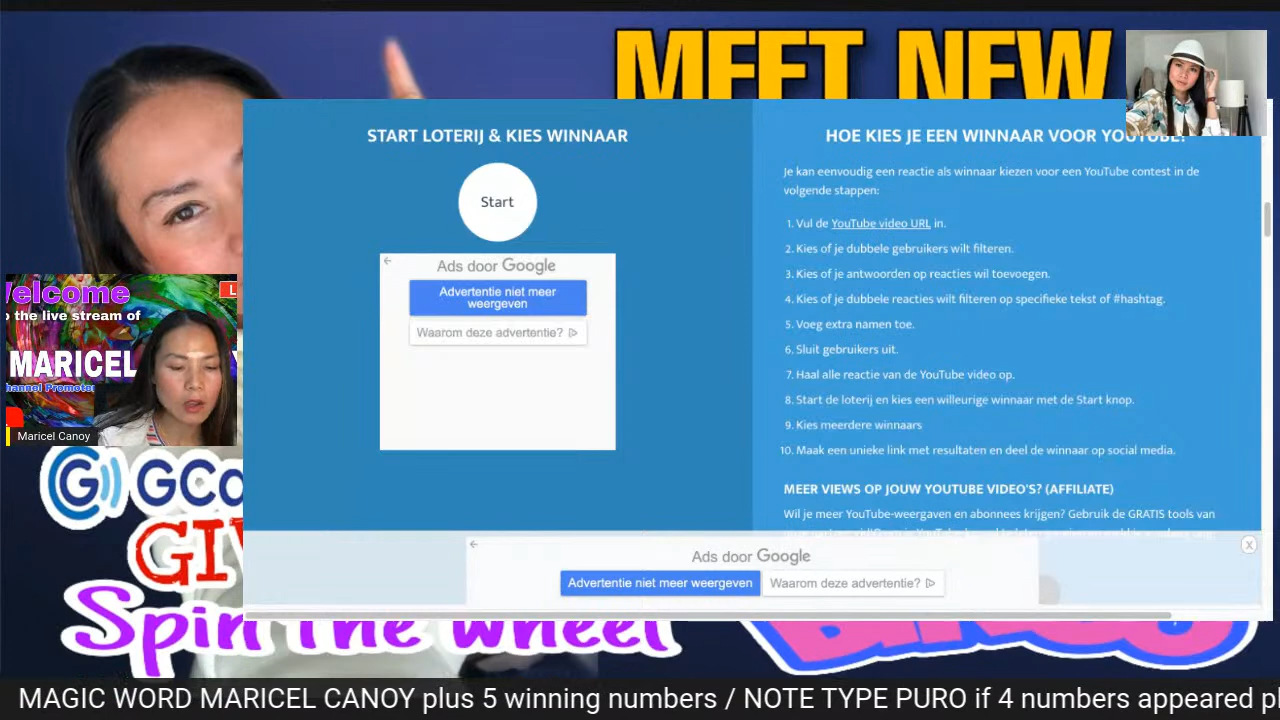 MEET NEW
START LOTERIJ & KIES WINNAAR
Start
Ads door Google
Advertentie niet meer
weergeven
Waarom deze advertentie?
HOE KIES JE EEN WINNAAR VOOR YOUTUBE?
Je kan eenvoudig een reactie als winnaar kiezen voor een YouTube contest in de
volgende stappen:
1. Vul de YouTube video URL in.
2. Kies of je dubbele gebruikers wilt filteren.
3. Kies of je antwoorden op reacties wil toevoegen.
4. Kies of je dubbele reacties wilt filteren op specifieke tekst of #hashtag.
5. Voeg extra namen toe.
6. Sluit gebruikers uit.
7. Haal alle reactie van de YouTube video op.
8. Start de loterij en kies een willeurige winnaar met de Start knop.
9. Kies meerdere winnaars
10. Maak een unieke link met resultaten en deel de winnaar op social media.
MEER VIEWS OP JOUW YOUTUBE VIDEO'S? (AFFILIATE)
Wil je meer YouTube-weergaven en abonnees krijgen? Gebruik de GRATIS tools van
Welcome
o the live stream of
MARICEL
hannel Promoter
L
Maricel Canoy
GCo
GIV
Spin the wheel
Ads door Google
Advertentie niet meer weergeven
Waarom deze advertentie?
X
MAGIC WORD MARICEL CANOY plus 5 winning numbers / NOTE TYPE PURO if 4 numbers appeared pl